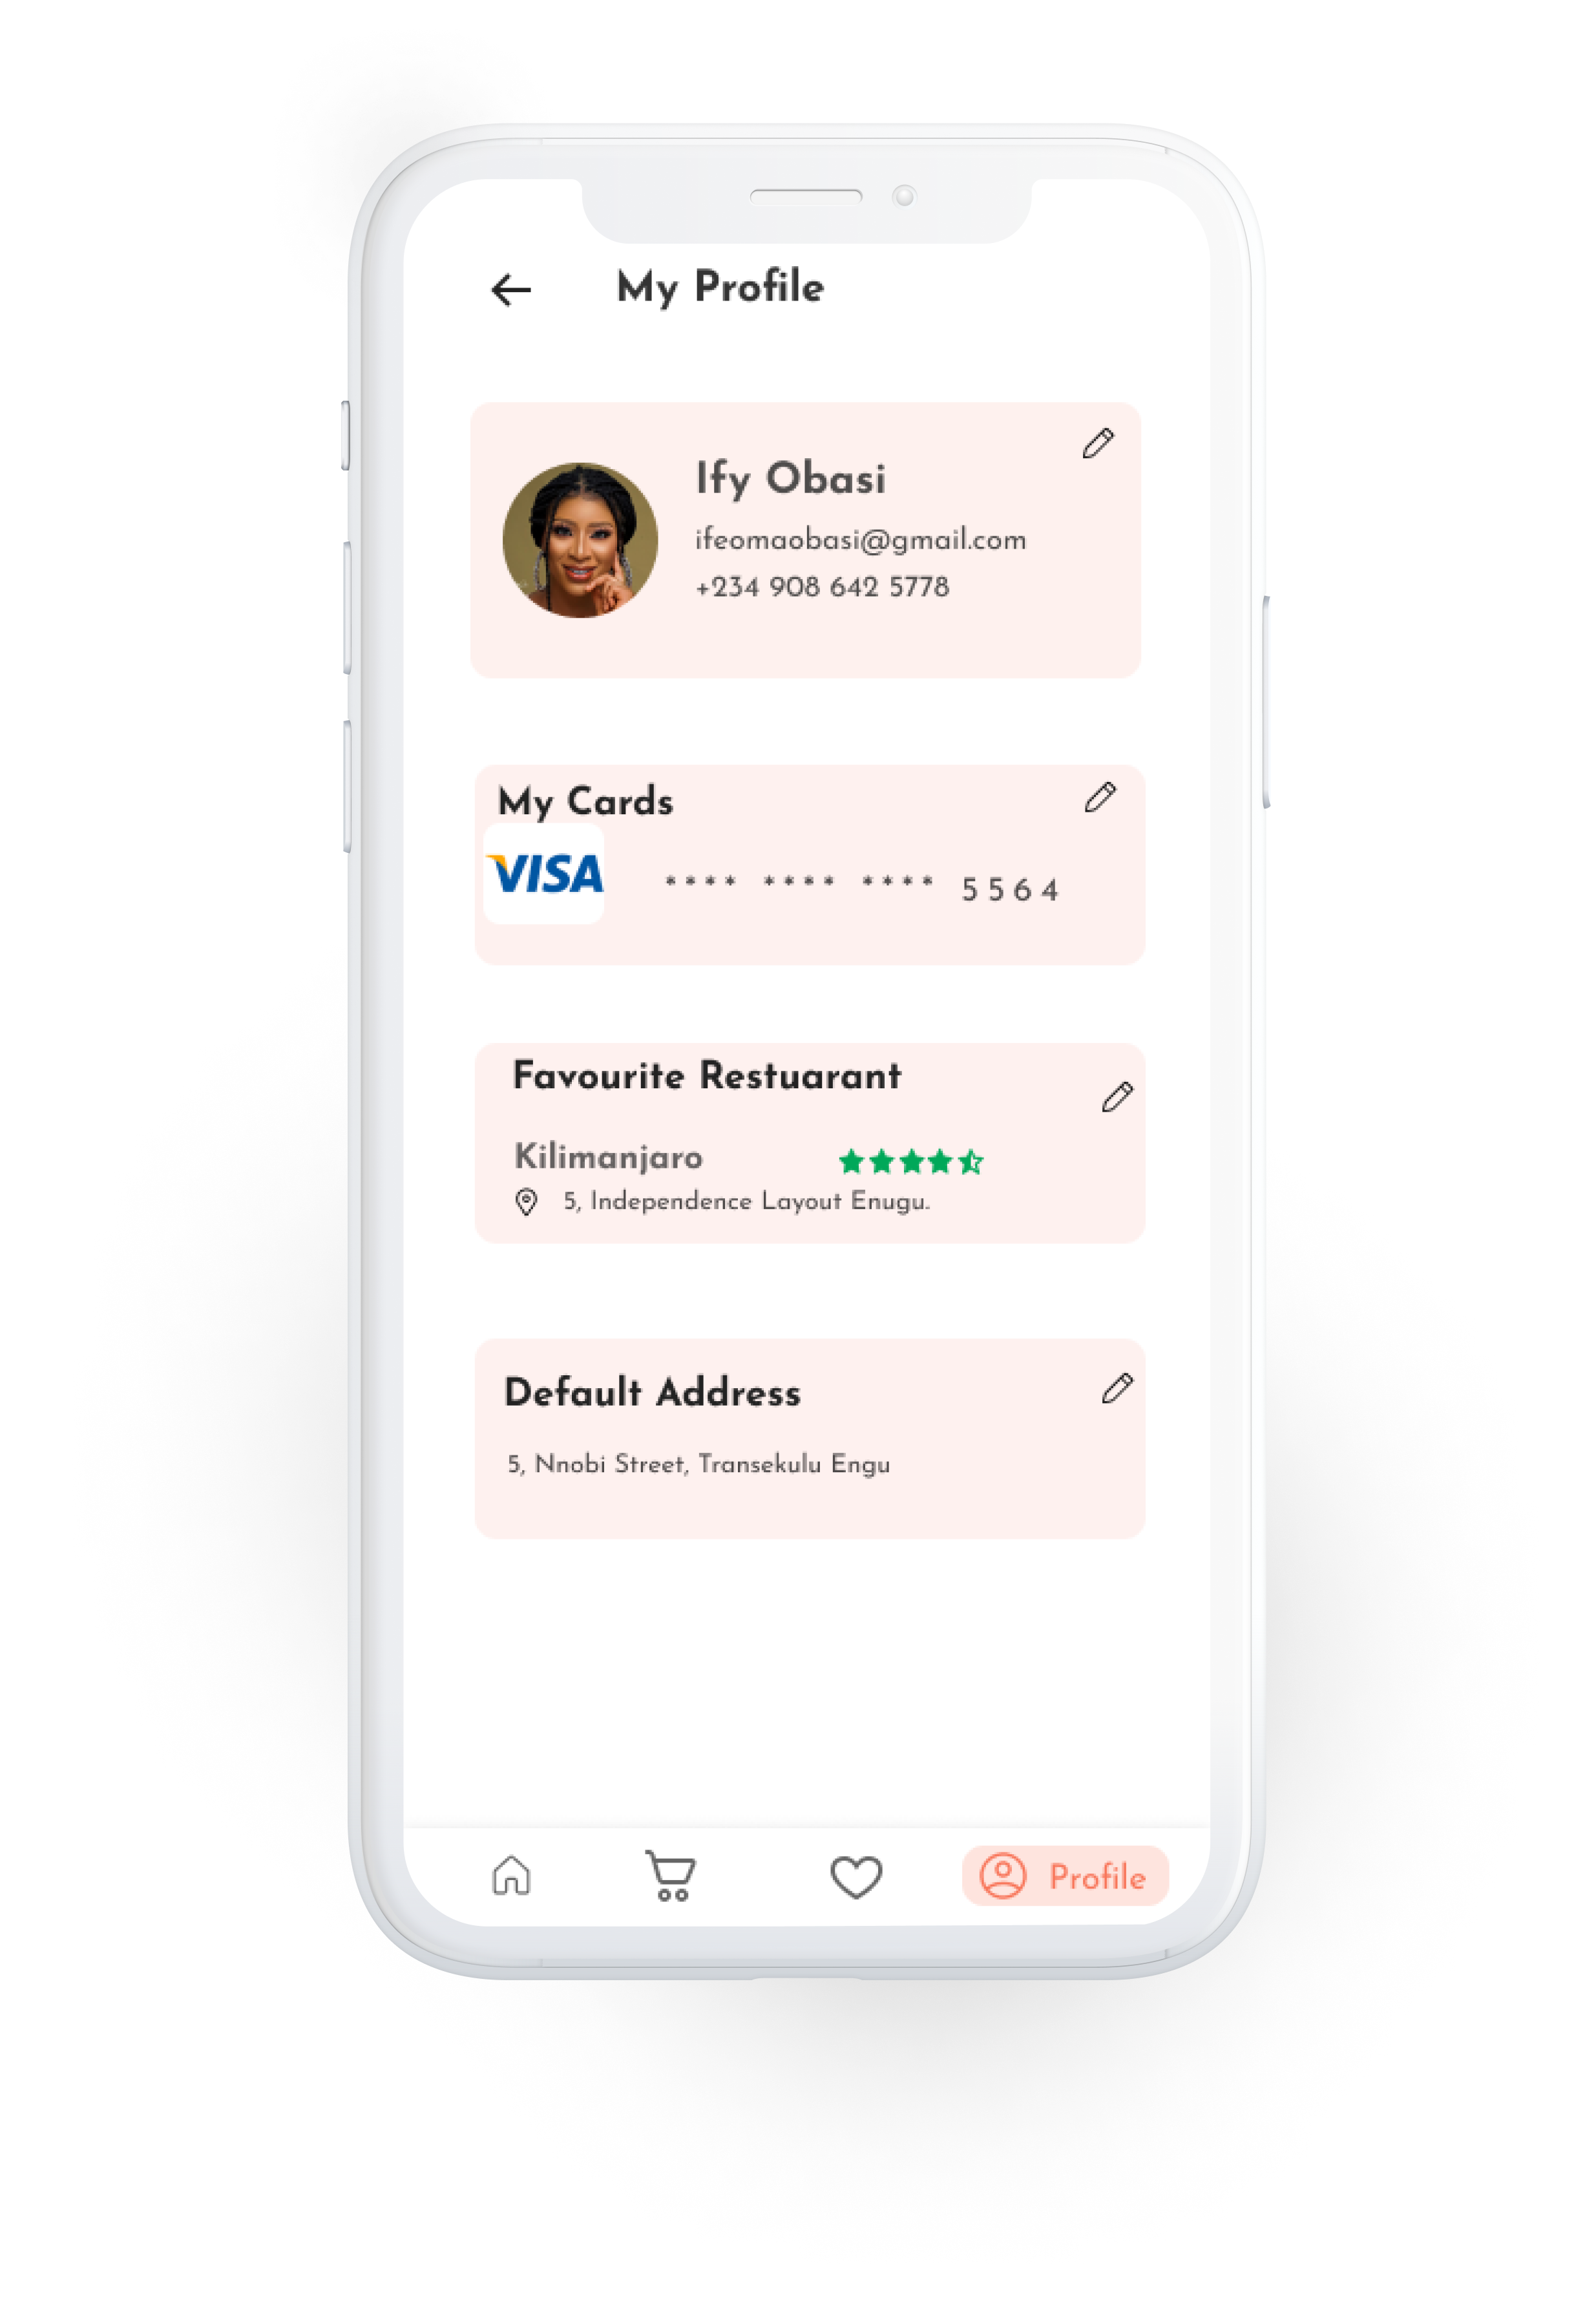 My Profile
Ify Obasi
ifeomaobasi@gmail.com
+234 908 642 5778
My Cards
VISA **** **** **** 5564
Favourite Restuarant
Kilimanjaro
5, Independence Layout Enugu.
Default Address
5, Nnobi Street, Transekulu Engu
Profile